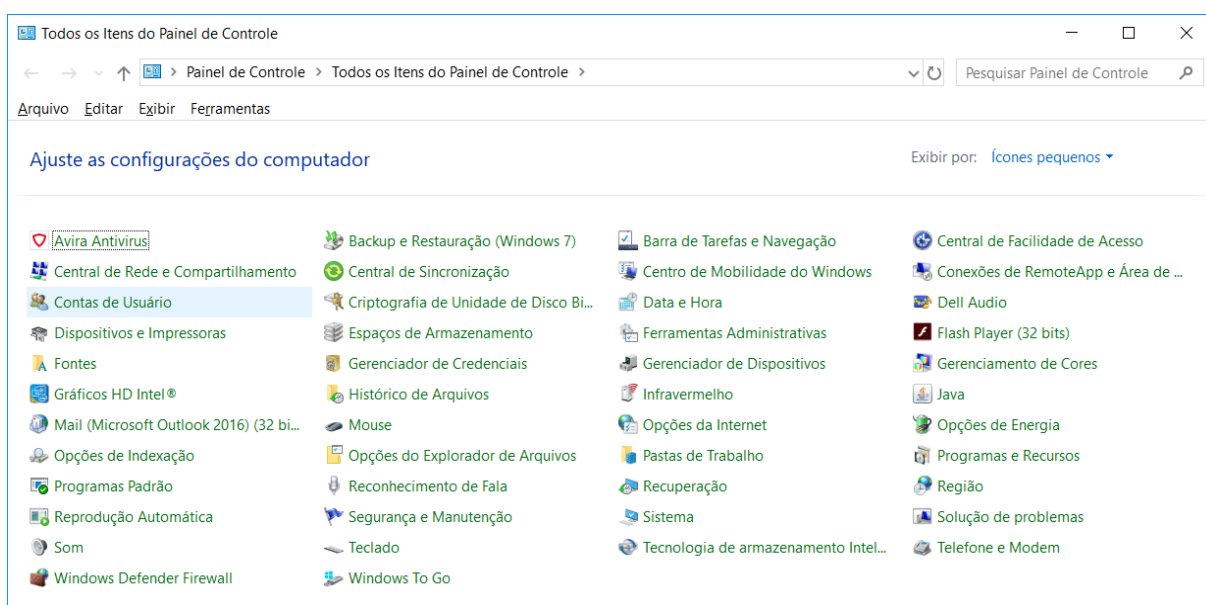 Todos os Itens do Painel de Controle
Painel de Controle > Todos os Itens do Painel de Controle >
Pesquisar Painel de Controle
Arquivo Editar Exibir Ferramentas
Ajuste as configurações do computador
Exibir por: Ícones pequenos
Avira Antivirus
Backup e Restauração (Windows 7)
Barra de Tarefas e Navegação
Central de Facilidade de Acesso
Central de Rede e Compartilhamento
Central de Sincronização
Centro de Mobilidade do Windows
Conexões de RemoteApp e Área de ...
Contas de Usuário
Criptografia de Unidade de Disco Bi...
Data e Hora
Dell Audio
Dispositivos e Impressoras
Espaços de Armazenamento
Ferramentas Administrativas
Flash Player (32 bits)
Fontes
Gerenciador de Credenciais
Gerenciador de Dispositivos
Gerenciamento de Cores
Gráficos HD Intel®
Histórico de Arquivos
Infravermelho
Java
Mail (Microsoft Outlook 2016) (32 bi...
Mouse
Opções da Internet
Opções de Energia
Opções de Indexação
Opções do Explorador de Arquivos
Pastas de Trabalho
Programas e Recursos
Programas Padrão
Reconhecimento de Fala
Recuperação
Região
Reprodução Automática
Segurança e Manutenção
Sistema
Solução de problemas
Som
Teclado
Tecnologia de armazenamento Intel...
Telefone e Modem
Windows Defender Firewall
Windows To Go